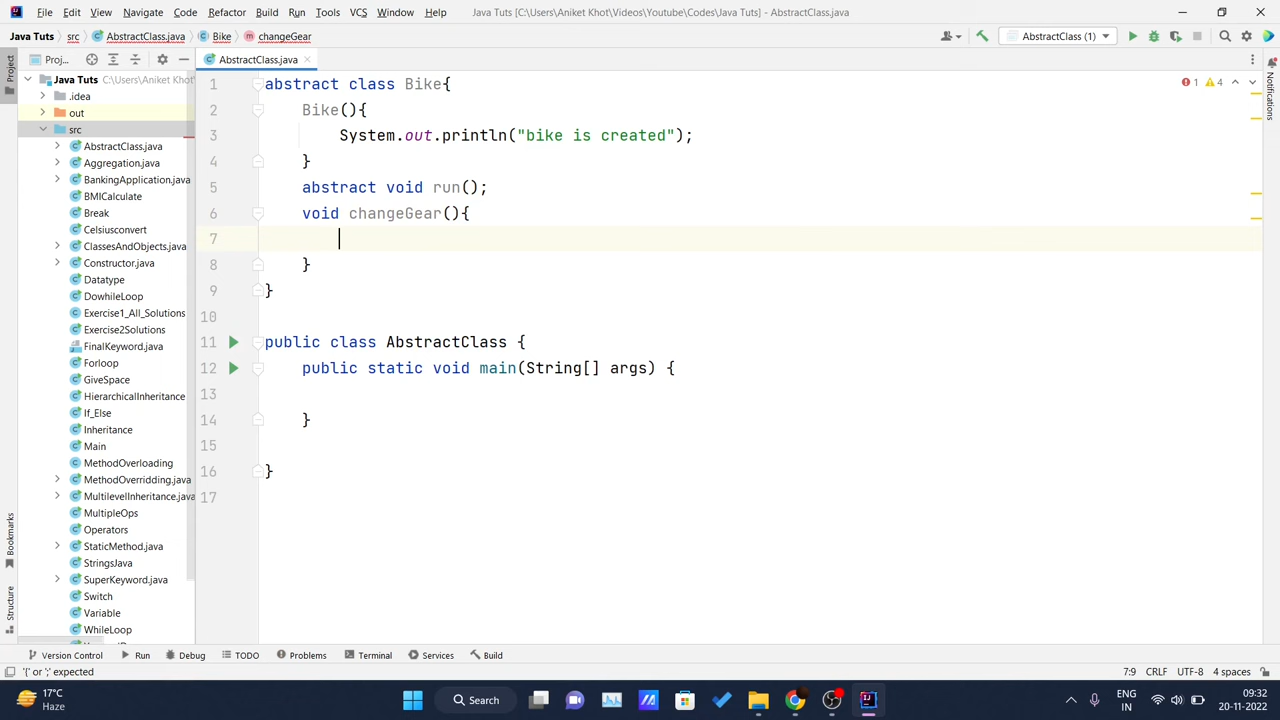 File Edit View Navigate Code Refactor Build Run Tools VCS Window Help Java Tuts [C:\Users\Aniket Khot\Videos\Youtube\Codes\Java Tuts] - AbstractClass.java
Java Tuts src AbstractClass.java Bike changeGear AbstractClass (1)
Project
Proj...
AbstractClass.java
Java Tuts C:\Users\Aniket Khot\
.idea
out
src
AbstractClass.java
Aggregation.java
BankingApplication.java
BMICalculate
Break
Celsiusconvert
ClassesAndObjects.java
Constructor.java
Datatype
DowhileLoop
Exercise1_All_Solutions
Exercise2Solutions
FinalKeyword.java
Forloop
GiveSpace
HierarchicalInheritance
If_Else
Inheritance
Main
MethodOverloading
MethodOverridding.java
MultilevelInheritance.java
MultipleOps
Operators
StaticMethod.java
StringsJava
SuperKeyword.java
Switch
Variable
WhileLoop
Bookmarks
Structure
1 abstract class Bike{
2 Bike(){
3 System.out.println("bike is created");
4 }
5 abstract void run();
6 void changeGear(){
7
8 }
9 }
10
11 public class AbstractClass {
12 public static void main(String[] args) {
13
14 }
15
16 }
17
1 4
Notifications
Version Control Run Debug TODO Problems Terminal Services Build
'{' or ';' expected 7:9 CRLF UTF-8 4 spaces
17°C
Haze
Search
ENG
IN
09:32
20-11-2022